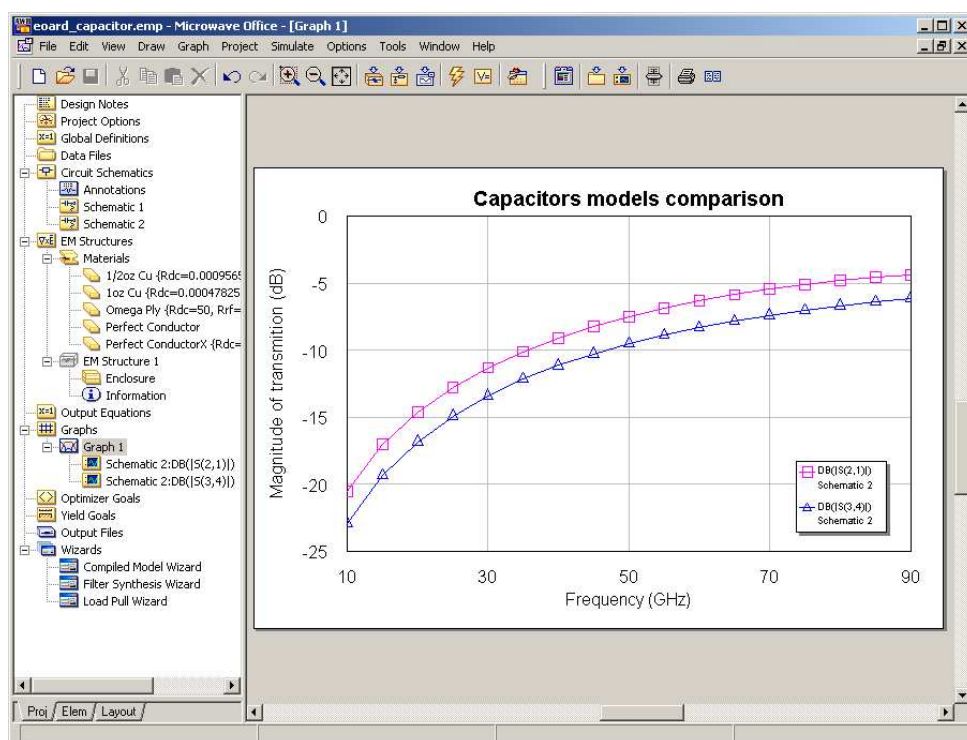 eoard_capacitor.emp - Microwave Office - [Graph 1]
File Edit View Draw Graph Project Simulate Options Tools Window Help
Design Notes
Project Options
Global Definitions
Data Files
Circuit Schematics
Annotations
Schematic 1
Schematic 2
EM Structures
Materials
1/2oz Cu {Rdc=0.0009565
1oz Cu {Rdc=0.00047825
Omega Ply {Rdc=50, Rrf=
Perfect Conductor
Perfect ConductorX {Rdc=
EM Structure 1
Enclosure
Information
Output Equations
Graphs
Graph 1
Schematic 2:DB(|S(2,1)|)
Schematic 2:DB(|S(3,4)|)
Optimizer Goals
Yield Goals
Output Files
Wizards
Compiled Model Wizard
Filter Synthesis Wizard
Load Pull Wizard
Proj Elem Layout
Capacitors models comparison
Magnitude of transmition (dB)
0
-5
-10
-15
-20
-25
10 30 50 70 90
Frequency (GHz)
DB(|S(2,1)|)
Schematic 2
DB(|S(3,4)|)
Schematic 2